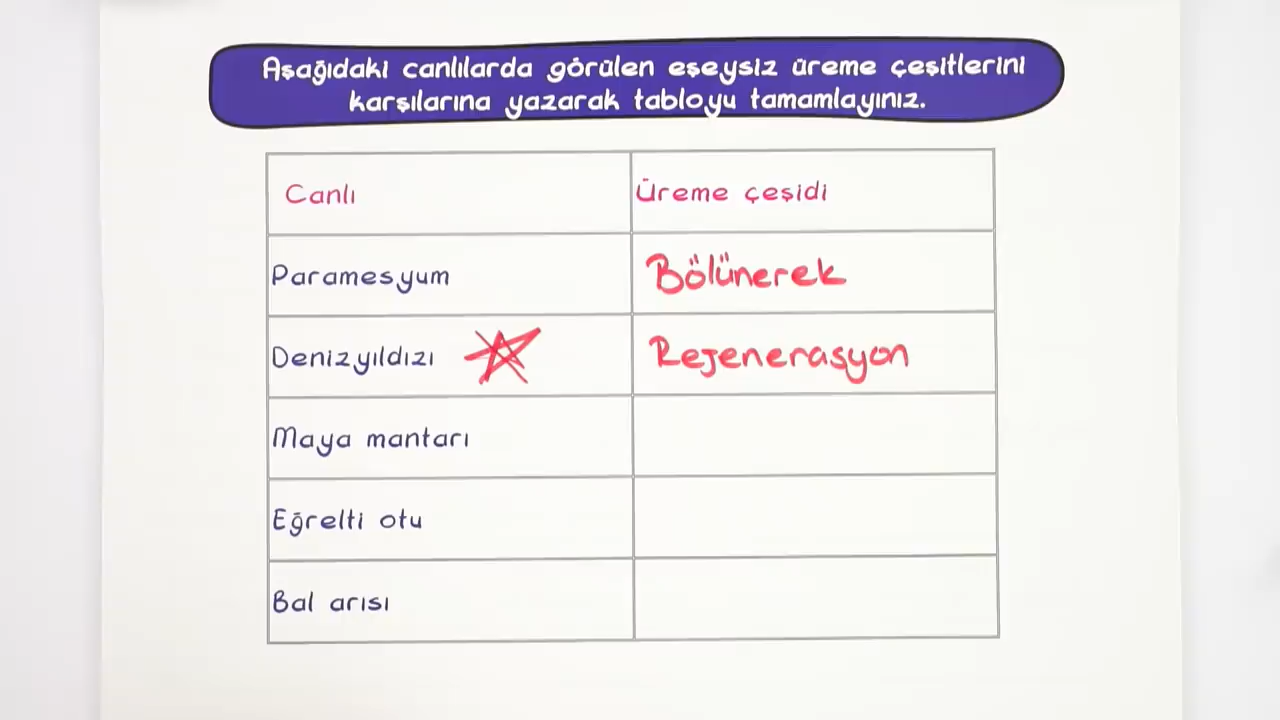 Aşağıdaki canlılarda görülen eşeysiz üreme çeşitlerini
karşılarına yazarak tabloyu tamamlayınız.
Canlı Üreme çeşidi
Paramesyum Bölünerek
Denizyıldızı Rejenerasyon
Maya mantarı
Eğrelti otu
Bal arısı